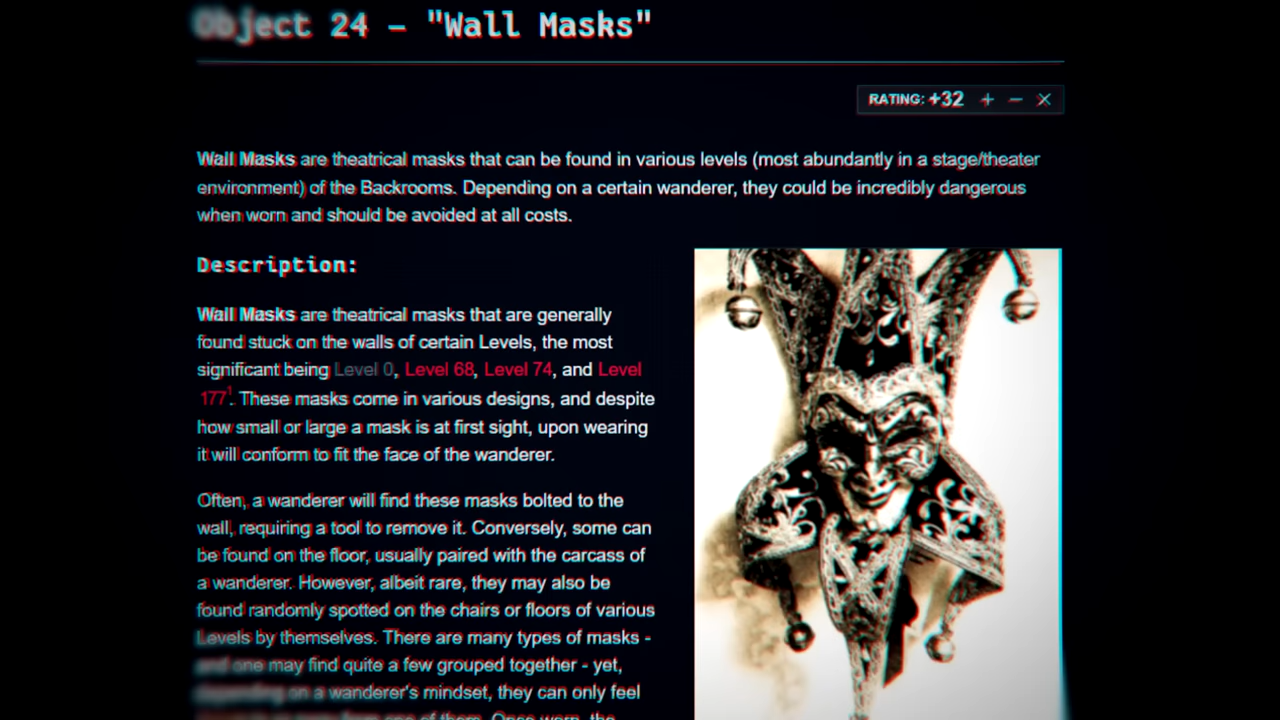 Object 24 - "Wall Masks"
RATING: +32 + − ×
Wall Masks are theatrical masks that can be found in various levels (most abundantly in a stage/theater
environment) of the Backrooms. Depending on a certain wanderer, they could be incredibly dangerous
when worn and should be avoided at all costs.
Description:
Wall Masks are theatrical masks that are generally
found stuck on the walls of certain Levels, the most
significant being Level 0, Level 68, Level 74, and Level
177¹. These masks come in various designs, and despite
how small or large a mask is at first sight, upon wearing
it will conform to fit the face of the wanderer.
Often, a wanderer will find these masks bolted to the
wall, requiring a tool to remove it. Conversely, some can
be found on the floor, usually paired with the carcass of
a wanderer. However, albeit rare, they may also be
found randomly spotted on the chairs or floors of various
Levels by themselves. There are many types of masks -
and one may find quite a few grouped together - yet,
depending on a wanderer's mindset, they can only feel
one of them. Once worn, the